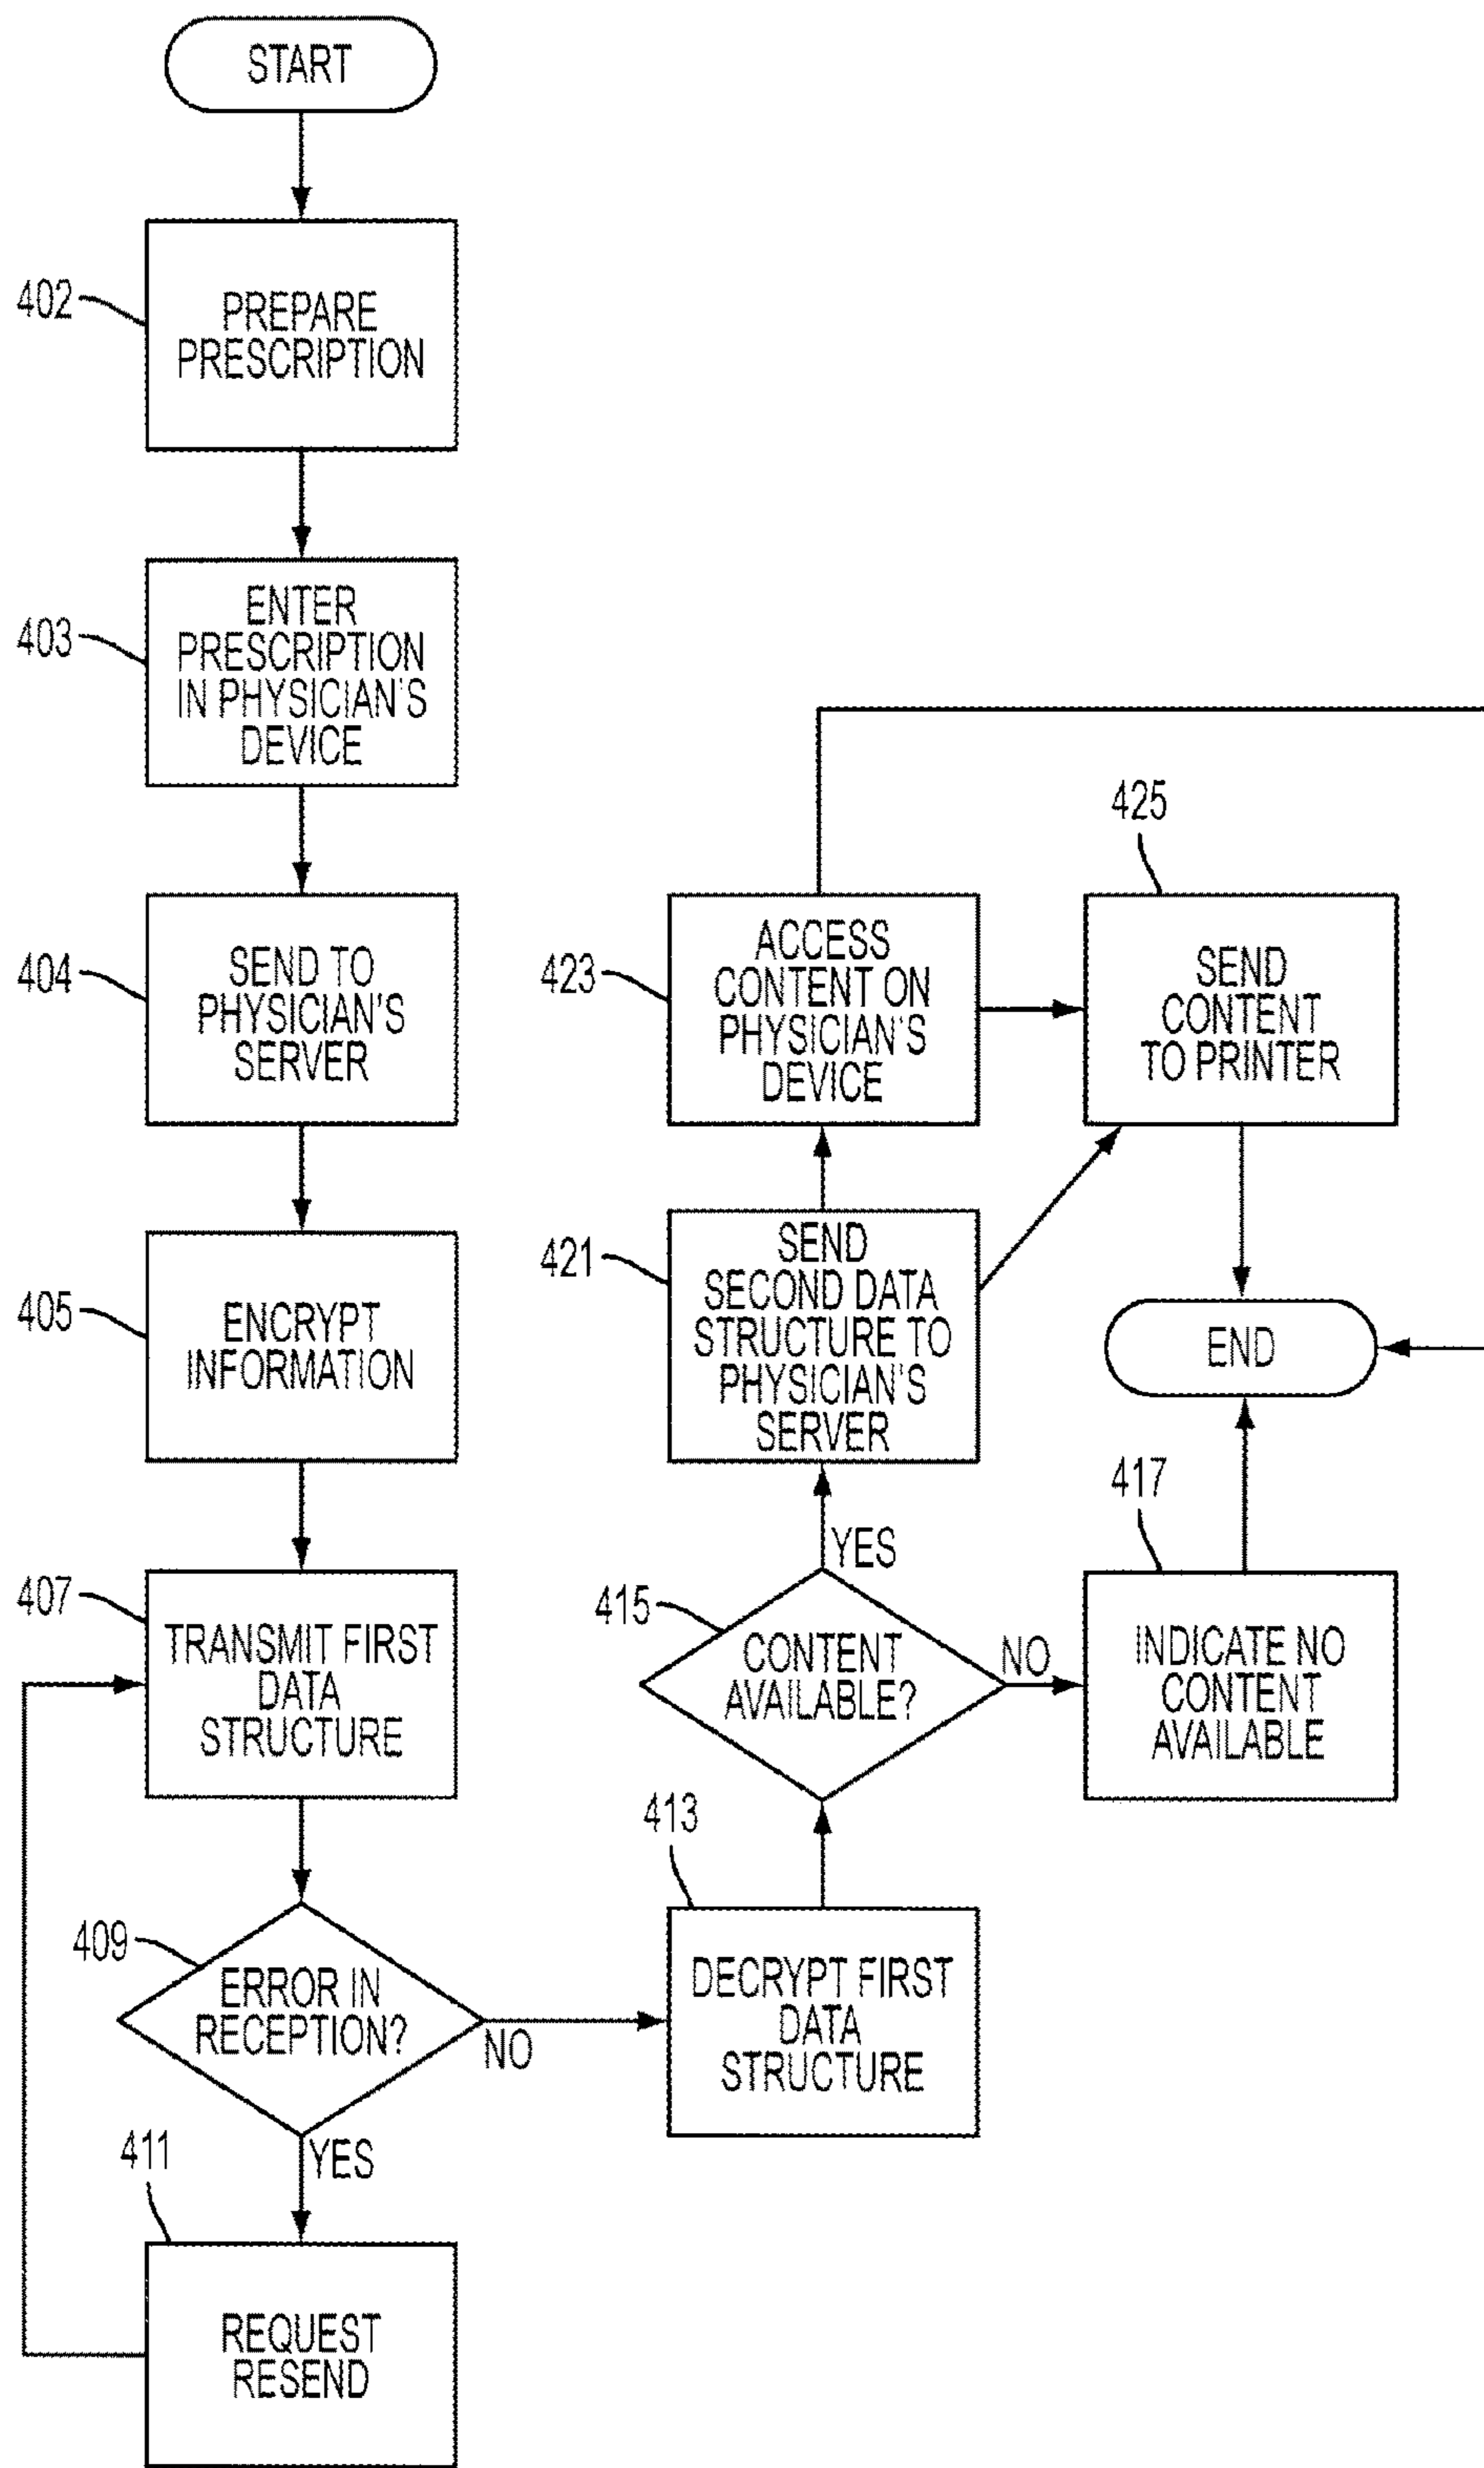 START
402
PREPARE
PRESCRIPTION
403
ENTER
PRESCRIPTION
IN PHYSICIAN'S
DEVICE
404
SEND TO
PHYSICIAN'S
SERVER
405
ENCRYPT
INFORMATION
407
TRANSMIT FIRST
DATA
STRUCTURE
409
ERROR IN
RECEPTION?
NO
YES
411
REQUEST
RESEND
413
DECRYPT FIRST
DATA
STRUCTURE
415
CONTENT
AVAILABLE?
YES
NO
417
INDICATE NO
CONTENT
AVAILABLE
421
SEND
SECOND DATA
STRUCTURE TO
PHYSICIAN'S
SERVER
423
ACCESS
CONTENT ON
PHYSICIAN'S
DEVICE
425
SEND
CONTENT
TO PRINTER
END